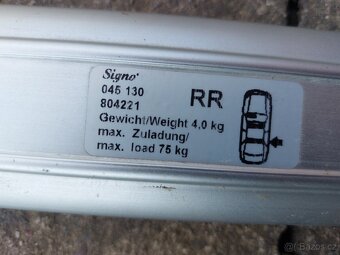 Signo
045 130
804221
RR
Gewicht/Weight 4,0 kg
max. Zuladung/
max. load 75 kg
Bazos.cz